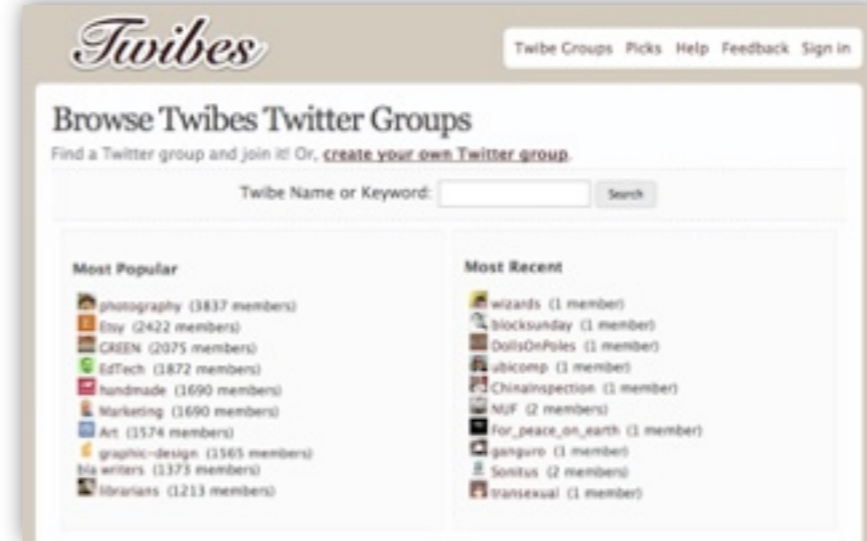 Twibes
Twibe Groups Picks Help Feedback Sign in
Browse Twibes Twitter Groups
Find a Twitter group and join it! Or, create your own Twitter group.
Twibe Name or Keyword: Search
Most Popular
photography (3837 members)
Etsy (2422 members)
GREEN (2075 members)
EdTech (1872 members)
handmade (1690 members)
Marketing (1690 members)
Art (1574 members)
graphic-design (1565 members)
bla writers (1373 members)
librarians (1213 members)
Most Recent
wizards (1 member)
blocksunday (1 member)
DollsOnPoles (1 member)
ubicomp (1 member)
ChinaInspection (1 member)
NUF (2 members)
For_peace_on_earth (1 member)
ganguro (1 member)
Sonitus (2 members)
transexual (1 member)